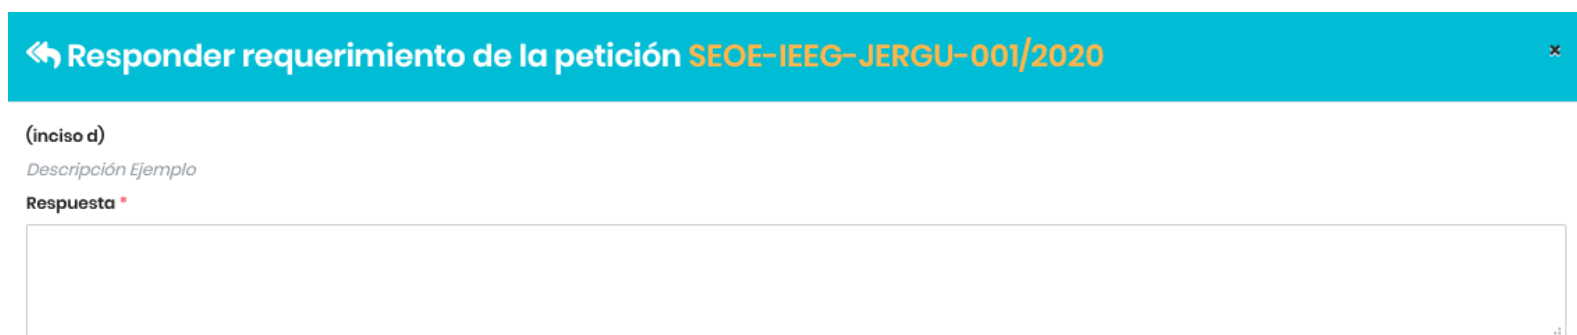 Responder requerimiento de la petición SEOE-IEEG-JERGU-001/2020
(inciso d)
Descripción Ejemplo
Respuesta *